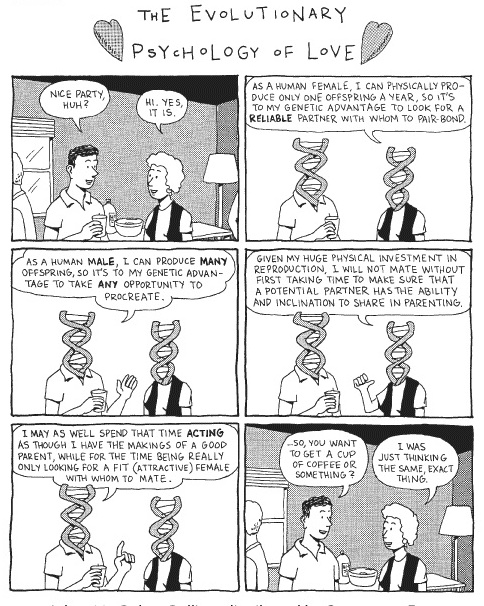 THE EVOLUTIONARY
PSYCHOLOGY OF LOVE
NICE PARTY,
HUH?
HI. YES,
IT IS.
AS A HUMAN FEMALE, I CAN PHYSICALLY PRO-
DUCE ONLY ONE OFFSPRING A YEAR, SO IT'S
TO MY GENETIC ADVANTAGE TO LOOK FOR A
RELIABLE PARTNER WITH WHOM TO PAIR-BOND.
AS A HUMAN MALE, I CAN PRODUCE MANY
OFFSPRING, SO IT'S TO MY GENETIC ADVAN-
TAGE TO TAKE ANY OPPORTUNITY TO
PROCREATE.
GIVEN MY HUGE PHYSICAL INVESTMENT IN
REPRODUCTION, I WILL NOT MATE WITHOUT
FIRST TAKING TIME TO MAKE SURE THAT
A POTENTIAL PARTNER HAS THE ABILITY
AND INCLINATION TO SHARE IN PARENTING.
I MAY AS WELL SPEND THAT TIME ACTING
AS THOUGH I HAVE THE MAKINGS OF A GOOD
PARENT, WHILE FOR THE TIME BEING REALLY
ONLY LOOKING FOR A FIT (ATTRACTIVE) FEMALE
WITH WHOM TO MATE.
...SO, YOU WANT
TO GET A CUP
OF COFFEE OR
SOMETHING?
I WAS
JUST THINKING
THE SAME, EXACT
THING.